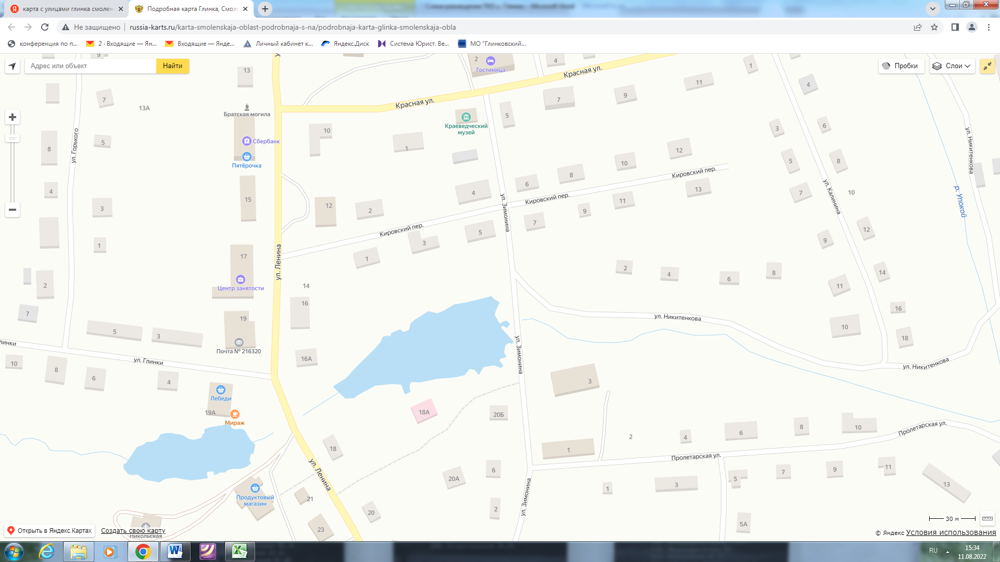 карта с улицами глинка смолен
Подробная карта Глинка, Смоле
Не защищено
russia-karts.ru/karta-smolenskaja-oblast-podrobnaja-s-na/podrobnaja-karta-glinka-smolenskaja-obla
конференция по п...
2 · Входящие — Ян...
Входящие — Янде...
Личный кабинет к...
Яндекс.Диск
Система Юрист. Ве...
МО "Глинковский...
Адрес или объект
Найти
Пробки
Слои
9
13
2
Гостиница
4
Красная ул.
1
11
4
7
13А
Братская могила
Красная ул.
7
9
5
Краеведческий
музей
10
3
6
ул. Горького
5
8
Сбербанк
Пятёрочка
1
12
10
5
8
ул. Никитенкова
Кировский пер.
8
6
4
13
4
15
3
12
2
Кировский пер.
11
9
7
10
ул. Калинина
р. Упокой
ул. Зимонина
7
5
Кировский пер.
3
12
9
1
17
1
ул. Ленина
2
4
6
8
14
11
Центр занятости
14
2
16
7
19
16
ул. Никитенкова
10
18
5
3
линки
Почта № 216320
ул. Глинки
16А
ул. Зимонина
10
8
6
4
ул. Никитенкова
3
Лебеди
19А
Мираж
18А
20Б
2
4
6
8
10
Пролетарская ул.
18
1
Пролетарская ул.
ул. Ленина
6
20А
7
9
11
5
1
3
13
Продуктовый
магазин
21
20
2
ул. Зимонина
23
5А
30 м
Никольская
Открыть в Яндекс.Картах
Создать свою карту
© Яндекс Условия использования
RU
15:34
11.08.2022